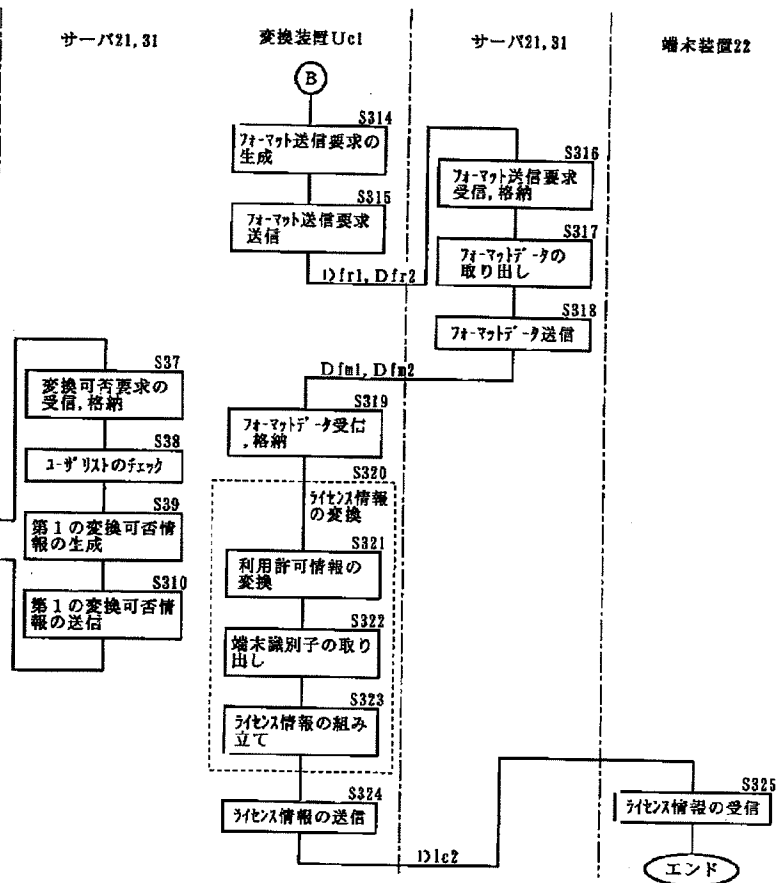 サーバ21,31
変換装置Uc1
サーバ21,31
端末装置22
B
S314
フォーマット送信要求の
生成
S315
フォーマット送信要求
送信
Dfr1, Dfr2
S316
フォーマット送信要求
受信,格納
S317
フォーマットデータの
取り出し
S318
フォーマットデータ送信
Dfm1, Dfm2
S37
変換可否要求の
受信,格納
S38
ユーザリストのチェック
S39
第1の変換可否情
報の生成
S310
第1の変換可否情
報の送信
S319
フォーマットデータ受信
,格納
S320
ライセンス情報
の変換
S321
利用許可情報の
変換
S322
端末識別子の取り
出し
S323
ライセンス情報の組み
立て
S324
ライセンス情報の送信
Dlc2
S325
ライセンス情報の受信
エンド